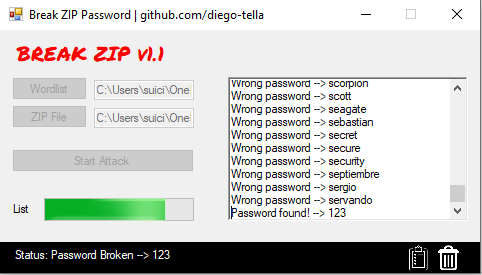 Break ZIP Password | github.com/diego-tella
BREAK ZIP v1.1
Wordlist
C:\Users\suici\Onel
ZIP File
C:\Users\suici\Onel
Start Attack
List
Wrong password --> scorpion
Wrong password --> scott
Wrong password --> seagate
Wrong password --> sebastian
Wrong password --> secret
Wrong password --> secure
Wrong password --> security
Wrong password --> septiembre
Wrong password --> sergio
Wrong password --> servando
Password found! --> 123
Status: Password Broken --> 123